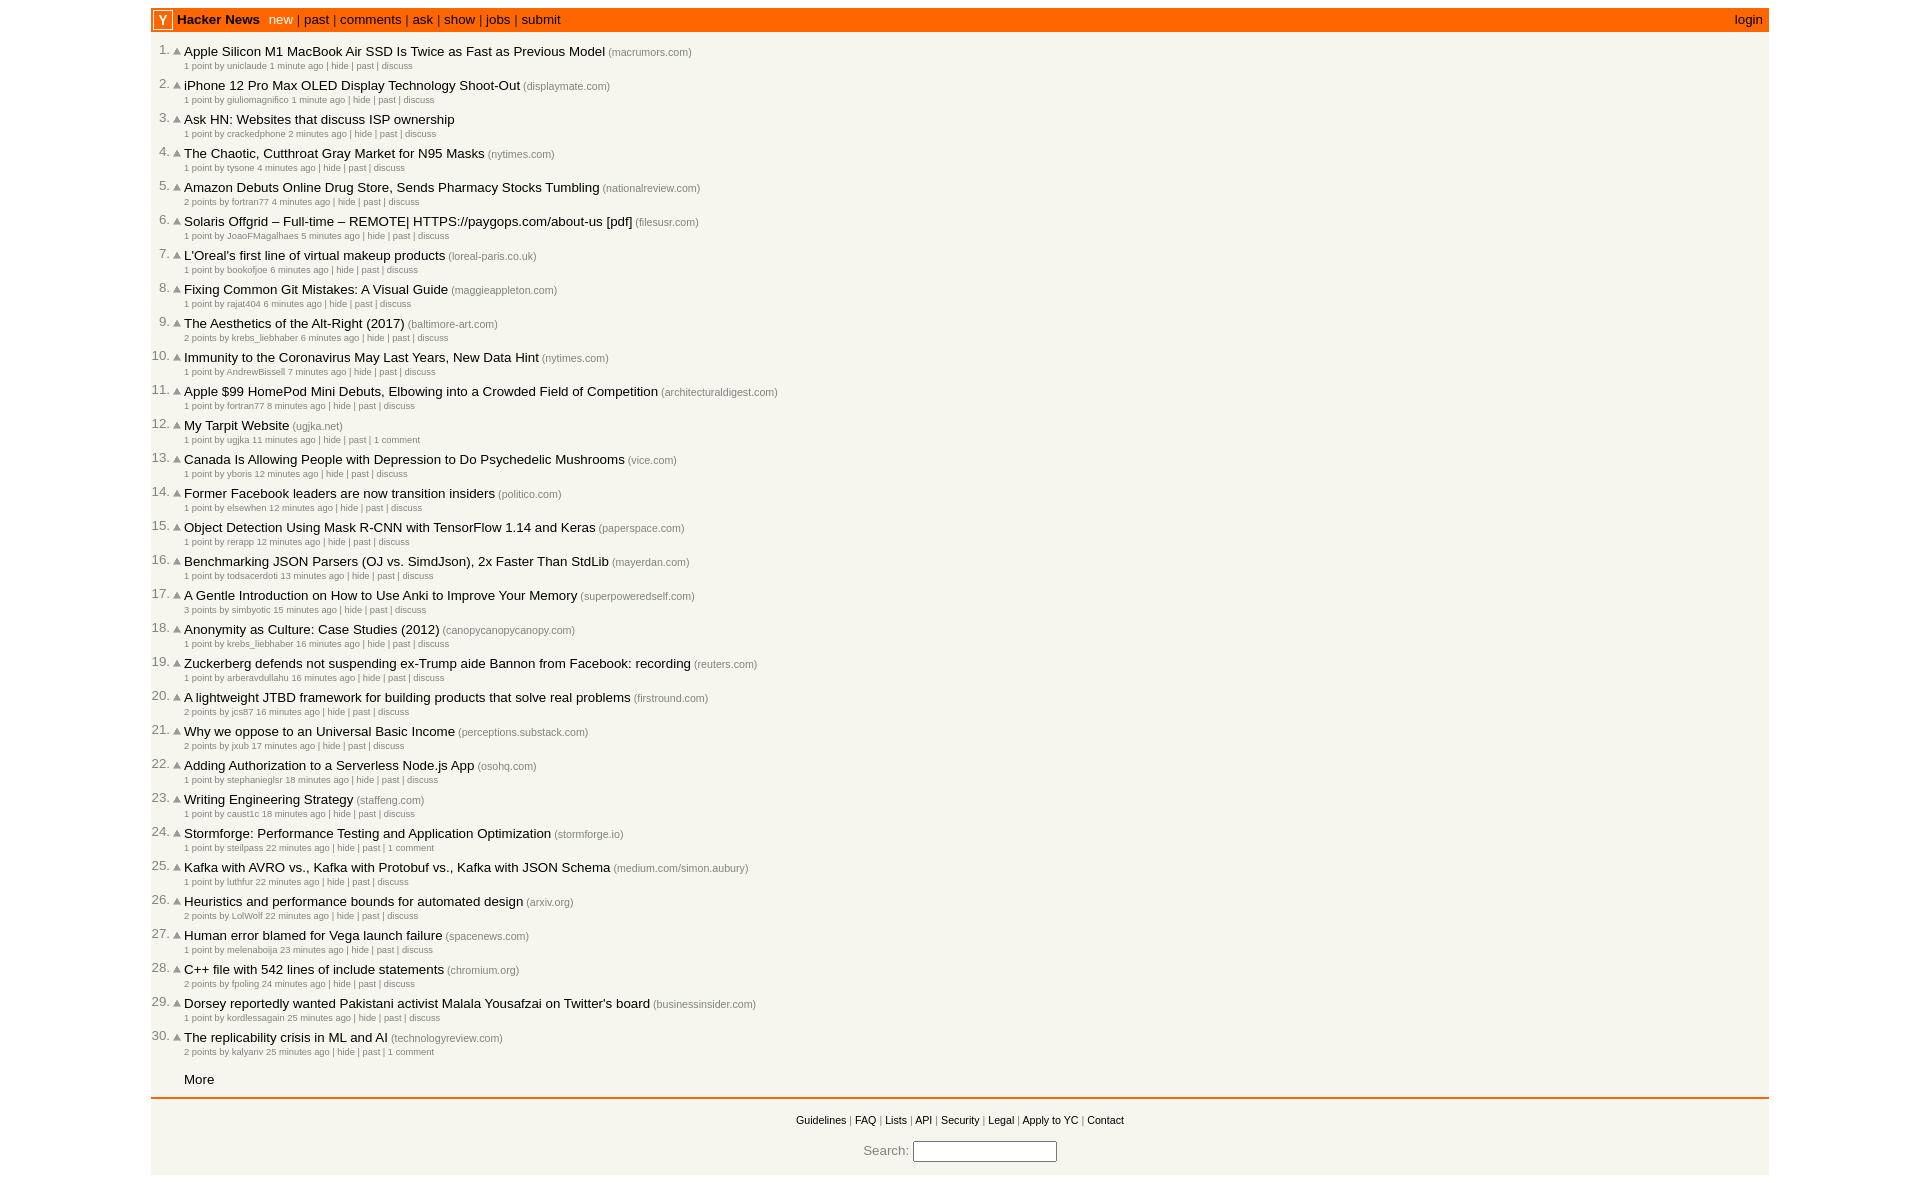 Y Hacker News new | past | comments | ask | show | jobs | submit login
1. Apple Silicon M1 MacBook Air SSD Is Twice as Fast as Previous Model (macrumors.com)
1 point by uniclaude 1 minute ago | hide | past | discuss
2. iPhone 12 Pro Max OLED Display Technology Shoot-Out (displaymate.com)
1 point by giuliomagnifico 1 minute ago | hide | past | discuss
3. Ask HN: Websites that discuss ISP ownership
1 point by crackedphone 2 minutes ago | hide | past | discuss
4. The Chaotic, Cutthroat Gray Market for N95 Masks (nytimes.com)
1 point by tysone 4 minutes ago | hide | past | discuss
5. Amazon Debuts Online Drug Store, Sends Pharmacy Stocks Tumbling (nationalreview.com)
2 points by fortran77 4 minutes ago | hide | past | discuss
6. Solaris Offgrid – Full-time – REMOTE| HTTPS://paygops.com/about-us [pdf] (filesusr.com)
1 point by JoaoFMagalhaes 5 minutes ago | hide | past | discuss
7. L'Oreal's first line of virtual makeup products (loreal-paris.co.uk)
1 point by bookofjoe 6 minutes ago | hide | past | discuss
8. Fixing Common Git Mistakes: A Visual Guide (maggieappleton.com)
1 point by rajat404 6 minutes ago | hide | past | discuss
9. The Aesthetics of the Alt-Right (2017) (baltimore-art.com)
2 points by krebs_liebhaber 6 minutes ago | hide | past | discuss
10. Immunity to the Coronavirus May Last Years, New Data Hint (nytimes.com)
1 point by AndrewBissell 7 minutes ago | hide | past | discuss
11. Apple $99 HomePod Mini Debuts, Elbowing into a Crowded Field of Competition (architecturaldigest.com)
1 point by fortran77 8 minutes ago | hide | past | discuss
12. My Tarpit Website (ugjka.net)
1 point by ugjka 11 minutes ago | hide | past | 1 comment
13. Canada Is Allowing People with Depression to Do Psychedelic Mushrooms (vice.com)
1 point by yboris 12 minutes ago | hide | past | discuss
14. Former Facebook leaders are now transition insiders (politico.com)
1 point by elsewhen 12 minutes ago | hide | past | discuss
15. Object Detection Using Mask R-CNN with TensorFlow 1.14 and Keras (paperspace.com)
1 point by rerapp 12 minutes ago | hide | past | discuss
16. Benchmarking JSON Parsers (OJ vs. SimdJson), 2x Faster Than StdLib (mayerdan.com)
1 point by todsacerdoti 13 minutes ago | hide | past | discuss
17. A Gentle Introduction on How to Use Anki to Improve Your Memory (superpoweredself.com)
3 points by simbyotic 15 minutes ago | hide | past | discuss
18. Anonymity as Culture: Case Studies (2012) (canopycanopycanopy.com)
1 point by krebs_liebhaber 16 minutes ago | hide | past | discuss
19. Zuckerberg defends not suspending ex-Trump aide Bannon from Facebook: recording (reuters.com)
1 point by arberavdullahu 16 minutes ago | hide | past | discuss
20. A lightweight JTBD framework for building products that solve real problems (firstround.com)
2 points by jcs87 16 minutes ago | hide | past | discuss
21. Why we oppose to an Universal Basic Income (perceptions.substack.com)
2 points by jxub 17 minutes ago | hide | past | discuss
22. Adding Authorization to a Serverless Node.js App (osohq.com)
1 point by stephanieglsr 18 minutes ago | hide | past | discuss
23. Writing Engineering Strategy (staffeng.com)
1 point by caust1c 18 minutes ago | hide | past | discuss
24. Stormforge: Performance Testing and Application Optimization (stormforge.io)
1 point by steilpass 22 minutes ago | hide | past | 1 comment
25. Kafka with AVRO vs., Kafka with Protobuf vs., Kafka with JSON Schema (medium.com/simon.aubury)
1 point by luthfur 22 minutes ago | hide | past | discuss
26. Heuristics and performance bounds for automated design (arxiv.org)
2 points by LolWolf 22 minutes ago | hide | past | discuss
27. Human error blamed for Vega launch failure (spacenews.com)
1 point by melenaboija 23 minutes ago | hide | past | discuss
28. C++ file with 542 lines of include statements (chromium.org)
2 points by fpoling 24 minutes ago | hide | past | discuss
29. Dorsey reportedly wanted Pakistani activist Malala Yousafzai on Twitter's board (businessinsider.com)
1 point by kordlessagain 25 minutes ago | hide | past | discuss
30. The replicability crisis in ML and AI (technologyreview.com)
2 points by kalyanv 25 minutes ago | hide | past | 1 comment
More
Guidelines | FAQ | Lists | API | Security | Legal | Apply to YC | Contact
Search: